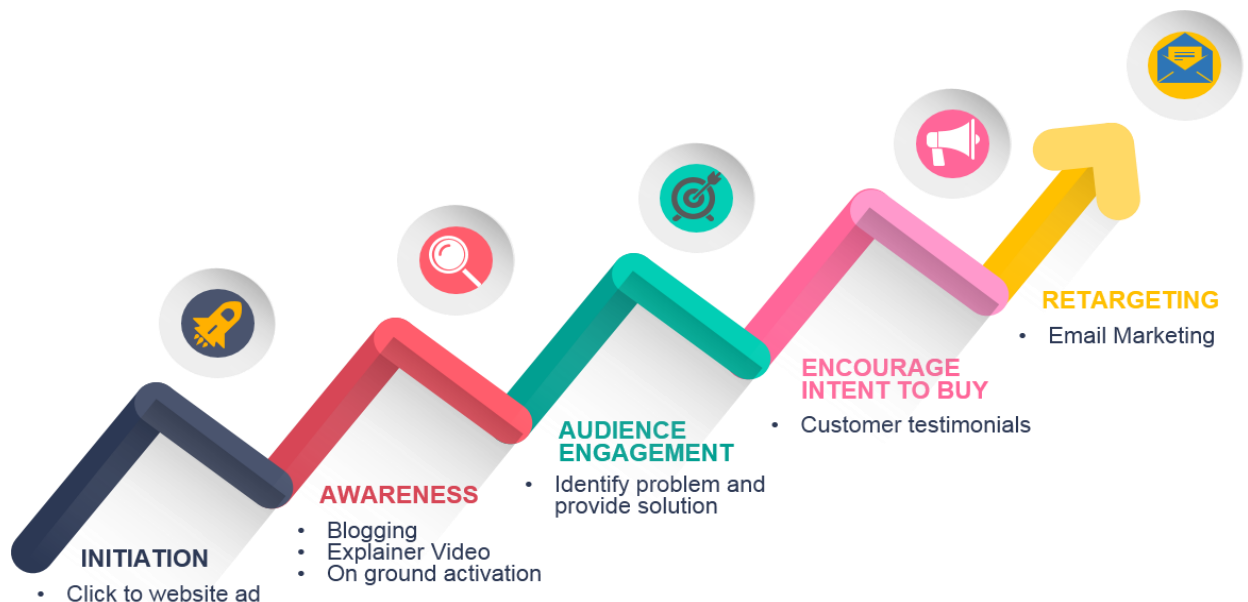 INITIATION
• Click to website ad
AWARENESS
• Blogging
• Explainer Video
• On ground activation
AUDIENCE
ENGAGEMENT
• Identify problem and
provide solution
ENCOURAGE
INTENT TO BUY
• Customer testimonials
RETARGETING
• Email Marketing